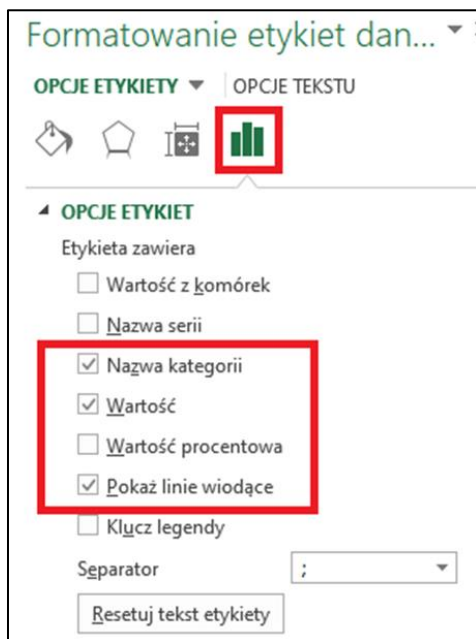 Formatowanie etykiet dan...
OPCJE ETYKIETY OPCJE TEKSTU
OPCJE ETYKIET
Etykieta zawiera
Wartość z komórek
Nazwa serii
Nazwa kategorii
Wartość
Wartość procentowa
Pokaż linie wiodące
Klucz legendy
Separator ;
Resetuj tekst etykiety